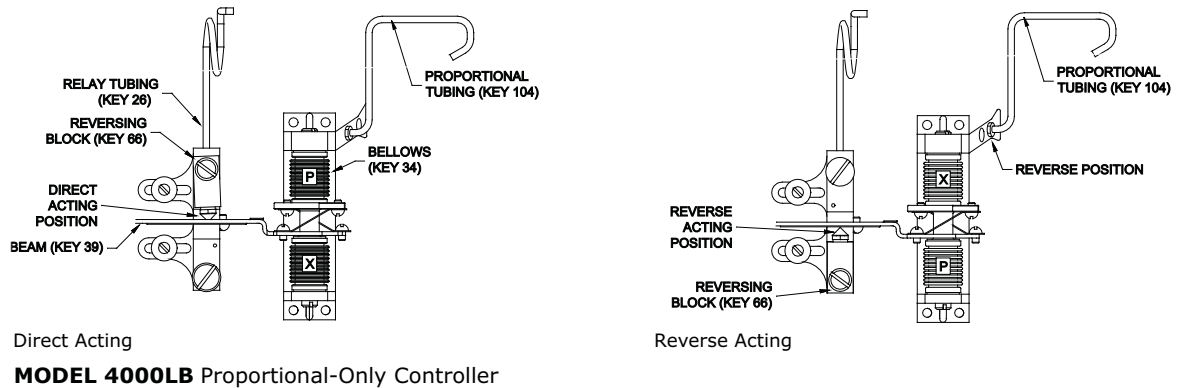 RELAY TUBING
(KEY 26)
REVERSING
BLOCK (KEY 66)
DIRECT
ACTING
POSITION
BEAM (KEY 39)
PROPORTIONAL
TUBING (KEY 104)
BELLOWS
(KEY 34)
P
X
Direct Acting
PROPORTIONAL
TUBING (KEY 104)
REVERSE POSITION
X
REVERSE
ACTING
POSITION
P
REVERSING
BLOCK (KEY 66)
Reverse Acting
MODEL 4000LB Proportional-Only Controller